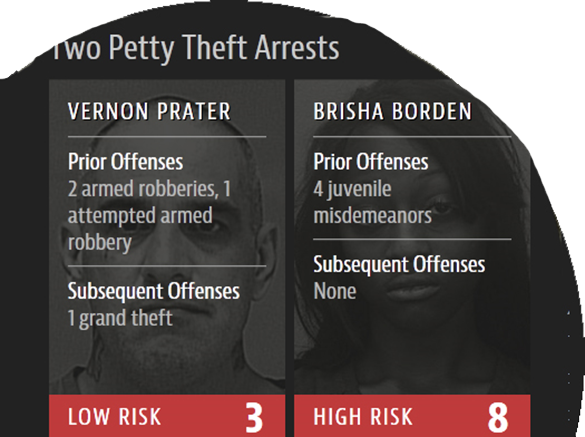 Two Petty Theft Arrests
VERNON PRATER
Prior Offenses
2 armed robberies, 1
attempted armed
robbery
Subsequent Offenses
1 grand theft
LOW RISK 3
BRISHA BORDEN
Prior Offenses
4 juvenile
misdemeanors
Subsequent Offenses
None
HIGH RISK 8